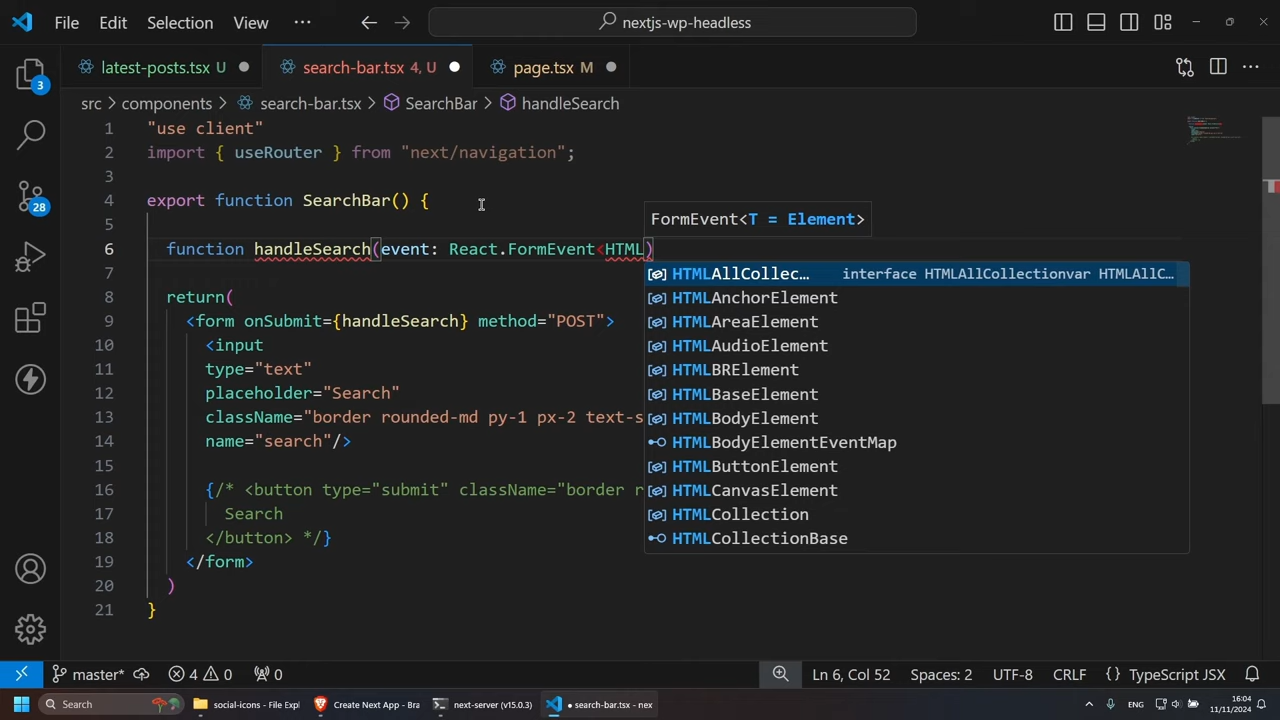 File Edit Selection View ··· nextjs-wp-headless
3
latest-posts.tsx U search-bar.tsx 4, U page.tsx M
src > components > search-bar.tsx > SearchBar > handleSearch
1 "use client"
2 import { useRouter } from "next/navigation";
3
4 export function SearchBar() {
28
5
FormEvent<T = Element>
6 function handleSearch(event: React.FormEvent<HTML)
7
HTMLAllCollec… interface HTMLAllCollectionvar HTMLAllC…
HTMLAnchorElement
HTMLAreaElement
HTMLAudioElement
HTMLBRElement
HTMLBaseElement
HTMLBodyElement
HTMLBodyElementEventMap
HTMLButtonElement
HTMLCanvasElement
HTMLCollection
HTMLCollectionBase
8 return(
9 <form onSubmit={handleSearch} method="POST">
10 <input
11 type="text"
12 placeholder="Search"
13 className="border rounded-md py-1 px-2 text-s
14 name="search"/>
15
16 {/* <button type="submit" className="border r
17 Search
18 </button> */}
19 </form>
20 )
21 }
master* 4 0 0 Ln 6, Col 52 Spaces: 2 UTF-8 CRLF {} TypeScript JSX
Search social-icons - File Expl Create Next App - Bra next-server (v15.0.3) • search-bar.tsx - nex ENG 16:04
11/11/2024